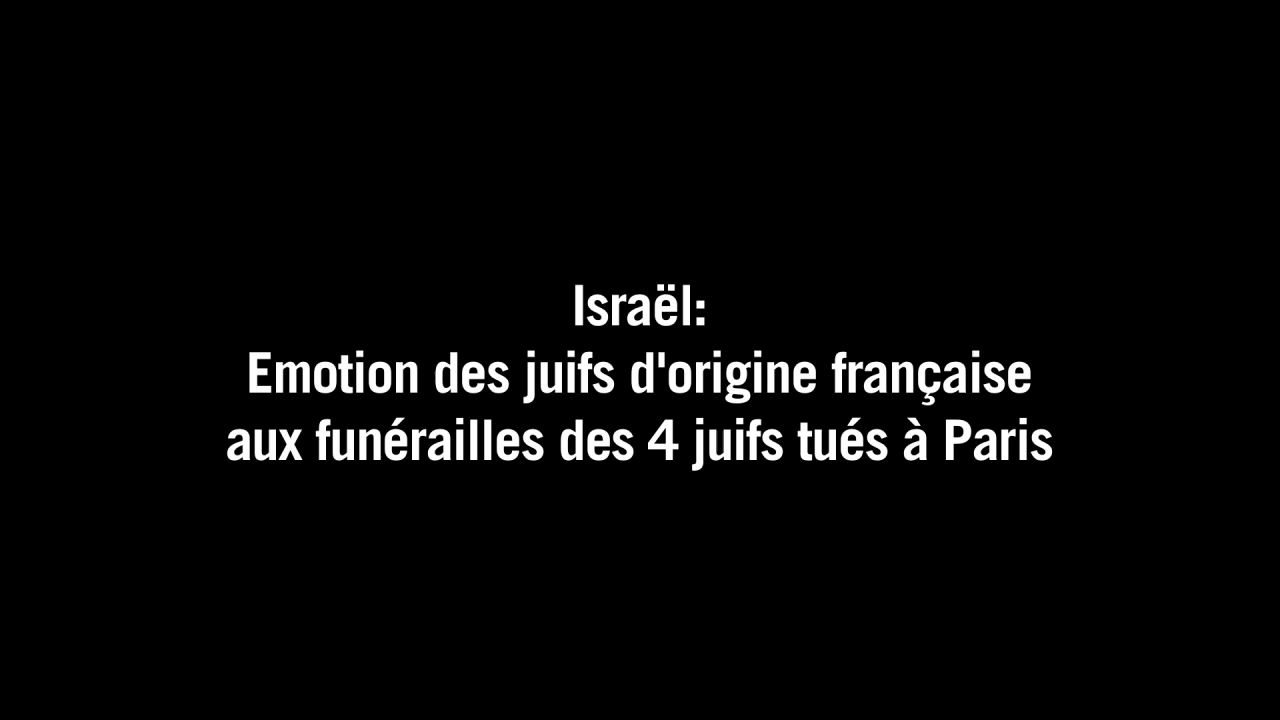 Israël:
Emotion des juifs d'origine française
aux funérailles des 4 juifs tués à Paris